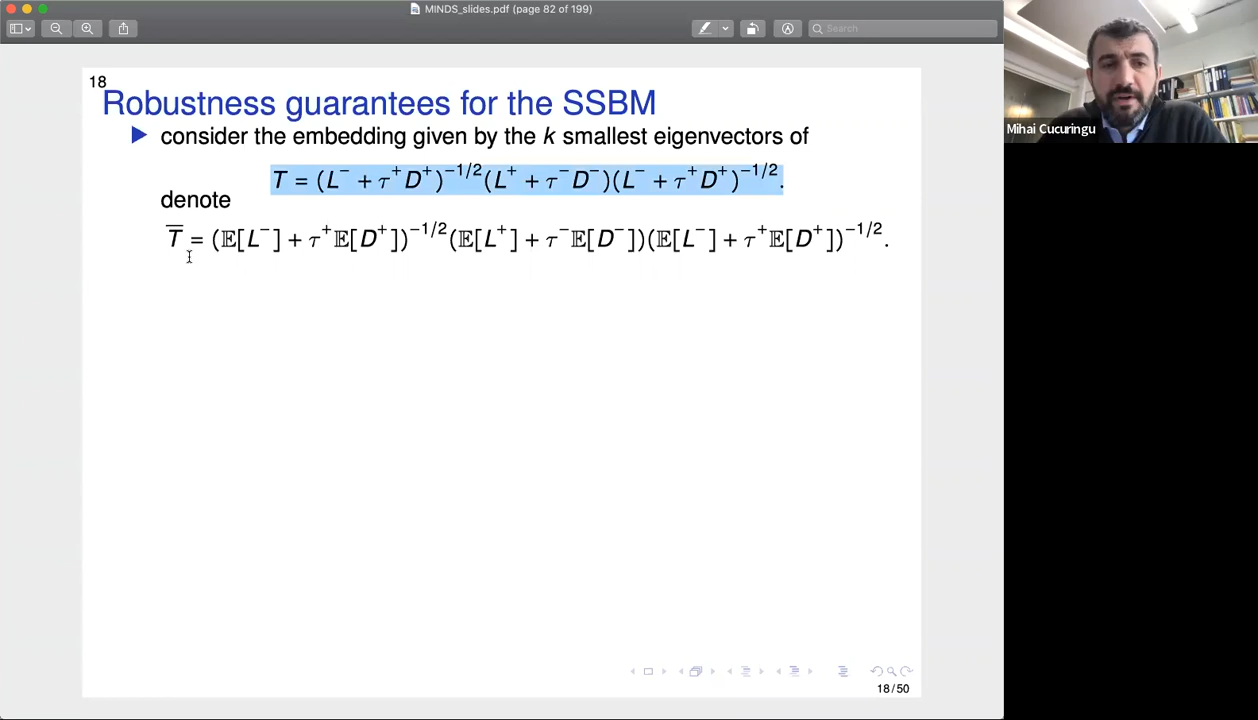 MINDS_slides.pdf (page 82 of 199)
Search
Mihai Cucuringu
18
Robustness guarantees for the SSBM
▶ consider the embedding given by the k smallest eigenvectors of
T = (L⁻ + τ⁺D⁺)⁻¹/²(L⁺ + τ⁻D⁻)(L⁻ + τ⁺D⁺)⁻¹/².
denote
T̅ = (𝔼[L⁻] + τ⁺𝔼[D⁺])⁻¹/²(𝔼[L⁺] + τ⁻𝔼[D⁻])(𝔼[L⁻] + τ⁺𝔼[D⁺])⁻¹/².
18/50